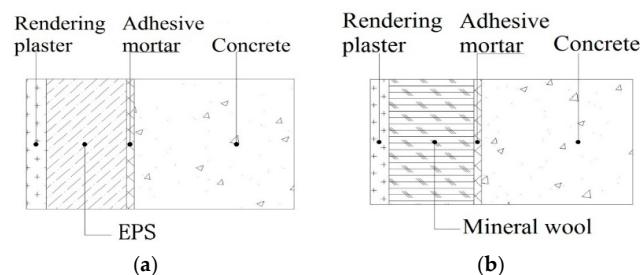 Rendering plaster
Adhesive mortar
Concrete
EPS
(a)
Rendering plaster
Adhesive mortar
Concrete
Mineral wool
(b)